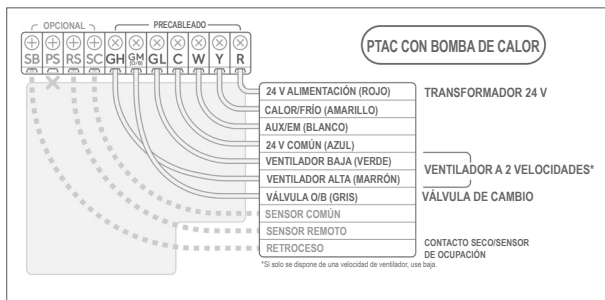 OPCIONAL
PRECABLEADO
SB PS RS SC GH GM (O/B) GL C W Y R
PTAC CON BOMBA DE CALOR
24 V ALIMENTACIÓN (ROJO)
TRANSFORMADOR 24 V
CALOR/FRÍO (AMARILLO)
AUX/EM (BLANCO)
24 V COMÚN (AZUL)
VENTILADOR BAJA (VERDE)
VENTILADOR A 2 VELOCIDADES*
VENTILADOR ALTA (MARRÓN)
VÁLVULA O/B (GRIS)
VÁLVULA DE CAMBIO
SENSOR COMÚN
SENSOR REMOTO
RETROCESO
CONTACTO SECO/SENSOR
DE OCUPACIÓN
*Si solo se dispone de una velocidad de ventilador, use baja.